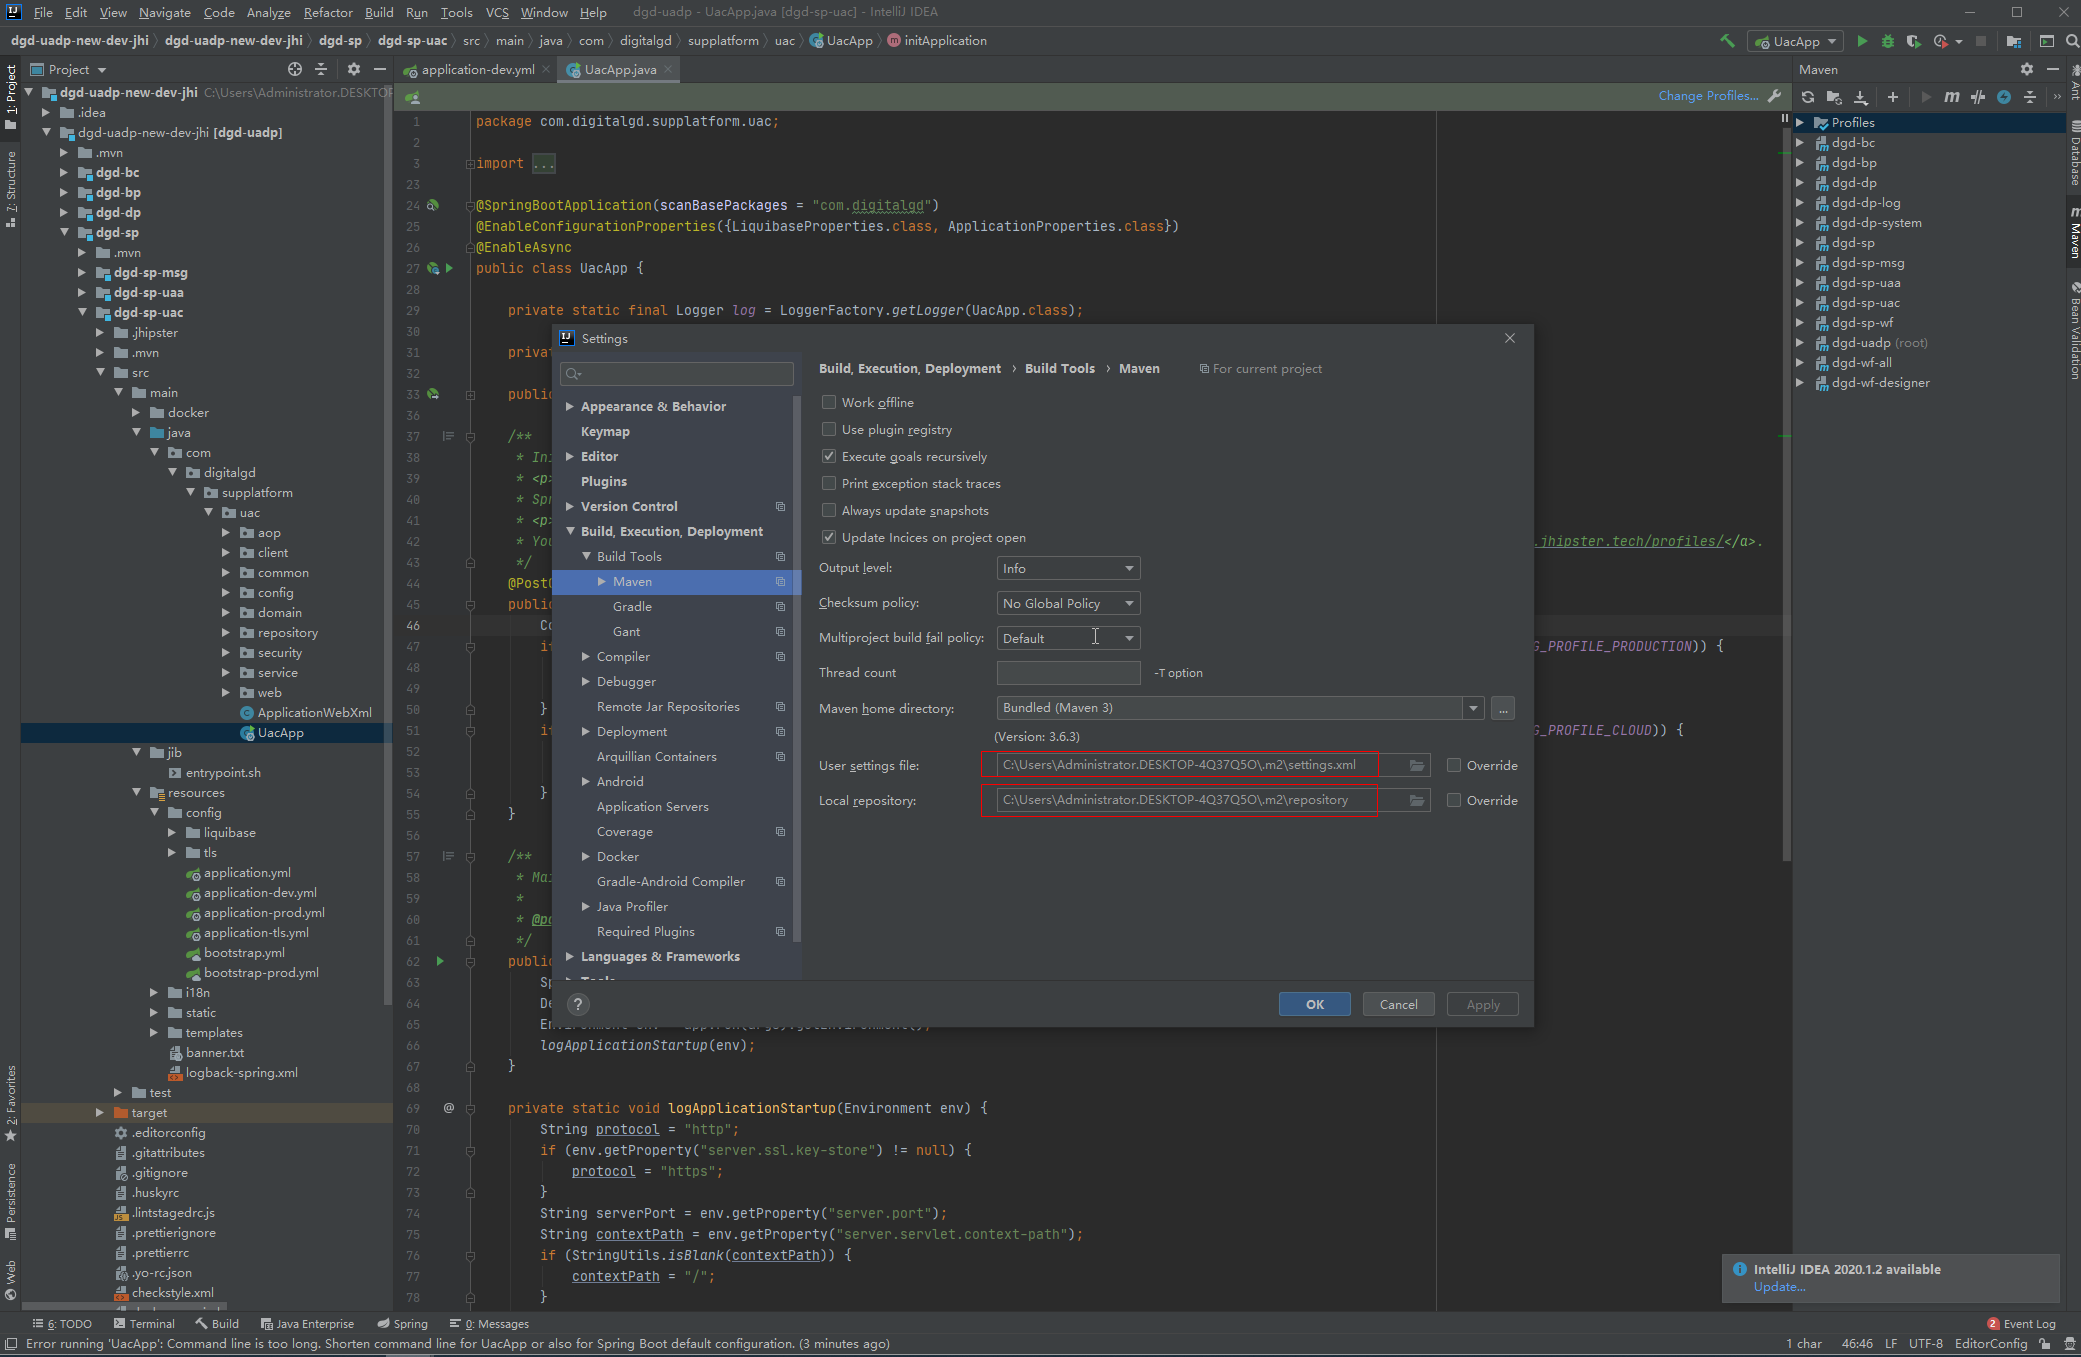 File Edit View Navigate Code Analyze Refactor Build Run Tools VCS Window Help dgd-uadp - UacApp.java [dgd-sp-uac] - IntelliJ IDEA
dgd-uadp-new-dev-jhi dgd-uadp-new-dev-jhi dgd-sp dgd-sp-uac src main java com digitalgd supplatform uac UacApp initApplication UacApp
1: Project
7: Structure
2: Favorites
Persistence
Web
Project
dgd-uadp-new-dev-jhi C:\Users\Administrator.DESKTOP
.idea
dgd-uadp-new-dev-jhi [dgd-uadp]
.mvn
dgd-bc
dgd-bp
dgd-dp
dgd-sp
.mvn
dgd-sp-msg
dgd-sp-uaa
dgd-sp-uac
.jhipster
.mvn
src
main
docker
java
com
digitalgd
supplatform
uac
aop
client
common
config
domain
repository
security
service
web
ApplicationWebXml
UacApp
jib
entrypoint.sh
resources
config
liquibase
tls
application.yml
application-dev.yml
application-prod.yml
application-tls.yml
bootstrap.yml
bootstrap-prod.yml
i18n
static
templates
banner.txt
logback-spring.xml
test
target
.editorconfig
.gitattributes
.gitignore
.huskyrc
.lintstagedrc.js
.prettierignore
.prettierrc
.yo-rc.json
checkstyle.xml
application-dev.yml UacApp.java
Change Profiles...
1 package com.digitalgd.supplatform.uac;
2
3 import ...
23
24 @SpringBootApplication(scanBasePackages = "com.digitalgd")
25 @EnableConfigurationProperties({LiquibaseProperties.class, ApplicationProperties.class})
26 @EnableAsync
27 public class UacApp {
28
29 private static final Logger log = LoggerFactory.getLogger(UacApp.class);
30
31 priva
32
33 public
36
37 /**
38 * Ini
39 * <p>
40 * Spr
41 * <p>
42 * You .jhipster.tech/profiles/</a>.
43 */
44 @PostC
45 public
46 Co
47 if G_PROFILE_PRODUCTION)) {
48
49
50 }
51 if G_PROFILE_CLOUD)) {
52
53
54 }
55 }
56
57 /**
58 * Mai
59 *
60 * @pa
61 */
62 public
63 Sp
64 De
65 Environment env = app.run(args).getEnvironment();
66 logApplicationStartup(env);
67 }
68
69 private static void logApplicationStartup(Environment env) {
70 String protocol = "http";
71 if (env.getProperty("server.ssl.key-store") != null) {
72 protocol = "https";
73 }
74 String serverPort = env.getProperty("server.port");
75 String contextPath = env.getProperty("server.servlet.context-path");
76 if (StringUtils.isBlank(contextPath)) {
77 contextPath = "/";
78 }
Settings
Appearance & Behavior
Keymap
Editor
Plugins
Version Control
Build, Execution, Deployment
Build Tools
Maven
Gradle
Gant
Compiler
Debugger
Remote Jar Repositories
Deployment
Arquillian Containers
Android
Application Servers
Coverage
Docker
Gradle-Android Compiler
Java Profiler
Required Plugins
Languages & Frameworks
Tools
Build, Execution, Deployment › Build Tools › Maven For current project
Work offline
Use plugin registry
Execute goals recursively
Print exception stack traces
Always update snapshots
Update Incices on project open
Output level: Info
Checksum policy: No Global Policy
Multiproject build fail policy: Default
Thread count -T option
Maven home directory: Bundled (Maven 3) ...
(Version: 3.6.3)
User settings file: C:\Users\Administrator.DESKTOP-4Q37Q5O\.m2\settings.xml Override
Local repository: C:\Users\Administrator.DESKTOP-4Q37Q5O\.m2\repository Override
? OK Cancel Apply
Maven
Profiles
dgd-bc
dgd-bp
dgd-dp
dgd-dp-log
dgd-dp-system
dgd-sp
dgd-sp-msg
dgd-sp-uaa
dgd-sp-uac
dgd-sp-wf
dgd-uadp (root)
dgd-wf-all
dgd-wf-designer
Ant
Database
Maven
Bean Validation
IntelliJ IDEA 2020.1.2 available
Update...
6: TODO Terminal Build Java Enterprise Spring 0: Messages 2 Event Log
Error running 'UacApp': Command line is too long. Shorten command line for UacApp or also for Spring Boot default configuration. (3 minutes ago) 1 char 46:46 LF UTF-8 EditorConfig